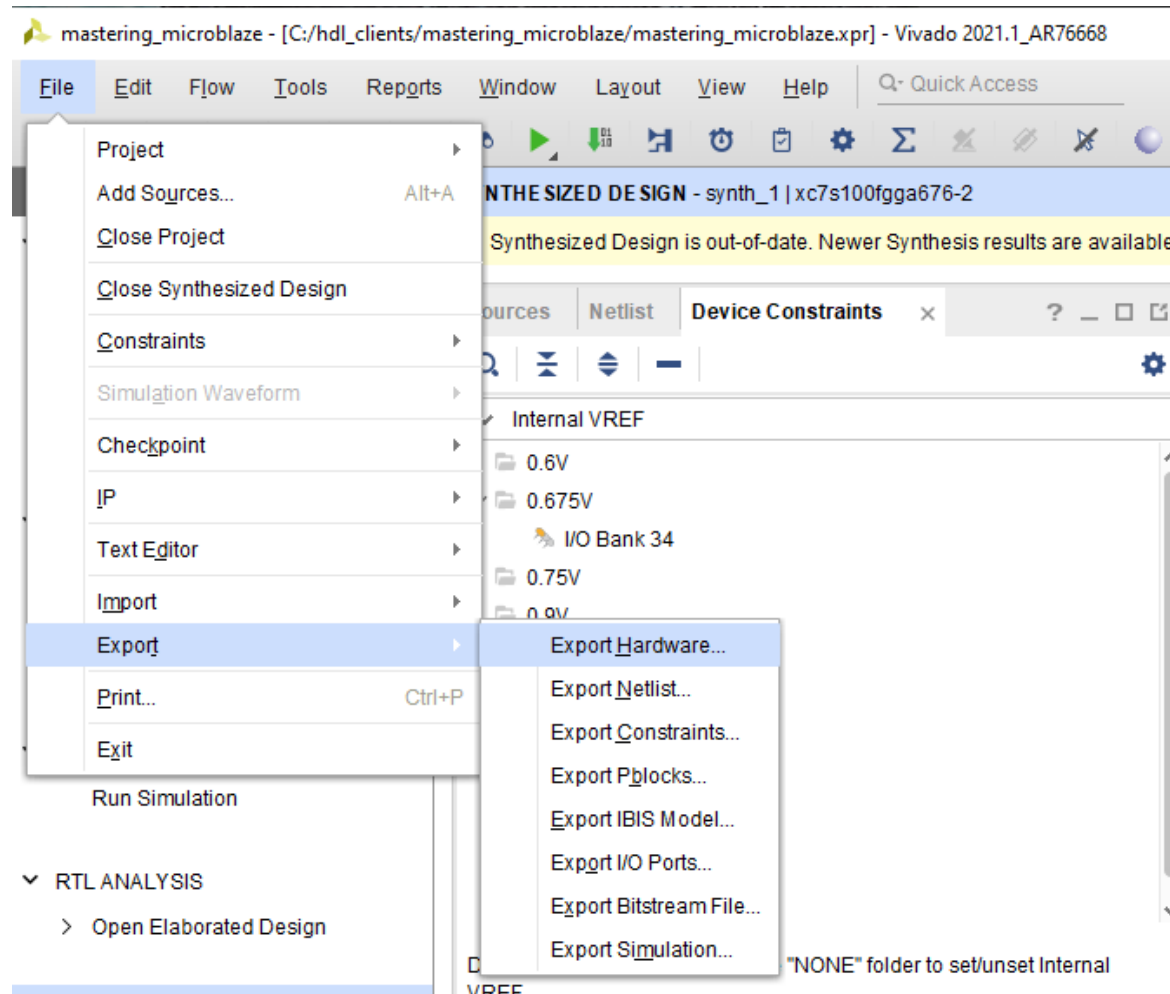 mastering_microblaze - [C:/hdl_clients/mastering_microblaze/mastering_microblaze.xpr] - Vivado 2021.1_AR76668
File Edit Flow Tools Reports Window Layout View Help Quick Access
Project
Add Sources... Alt+A
Close Project
Close Synthesized Design
Constraints
Simulation Waveform
Checkpoint
IP
Text Editor
Import
Export
Print... Ctrl+P
Exit
Export Hardware...
Export Netlist...
Export Constraints...
Export Pblocks...
Export IBIS Model...
Export I/O Ports...
Export Bitstream File...
Export Simulation...
NTHESIZED DESIGN - synth_1 | xc7s100fgga676-2
Synthesized Design is out-of-date. Newer Synthesis results are available
ources Netlist Device Constraints
Internal VREF
0.6V
0.675V
I/O Bank 34
0.75V
0.9V
"NONE" folder to set/unset Internal
VREF
Run Simulation
RTL ANALYSIS
Open Elaborated Design